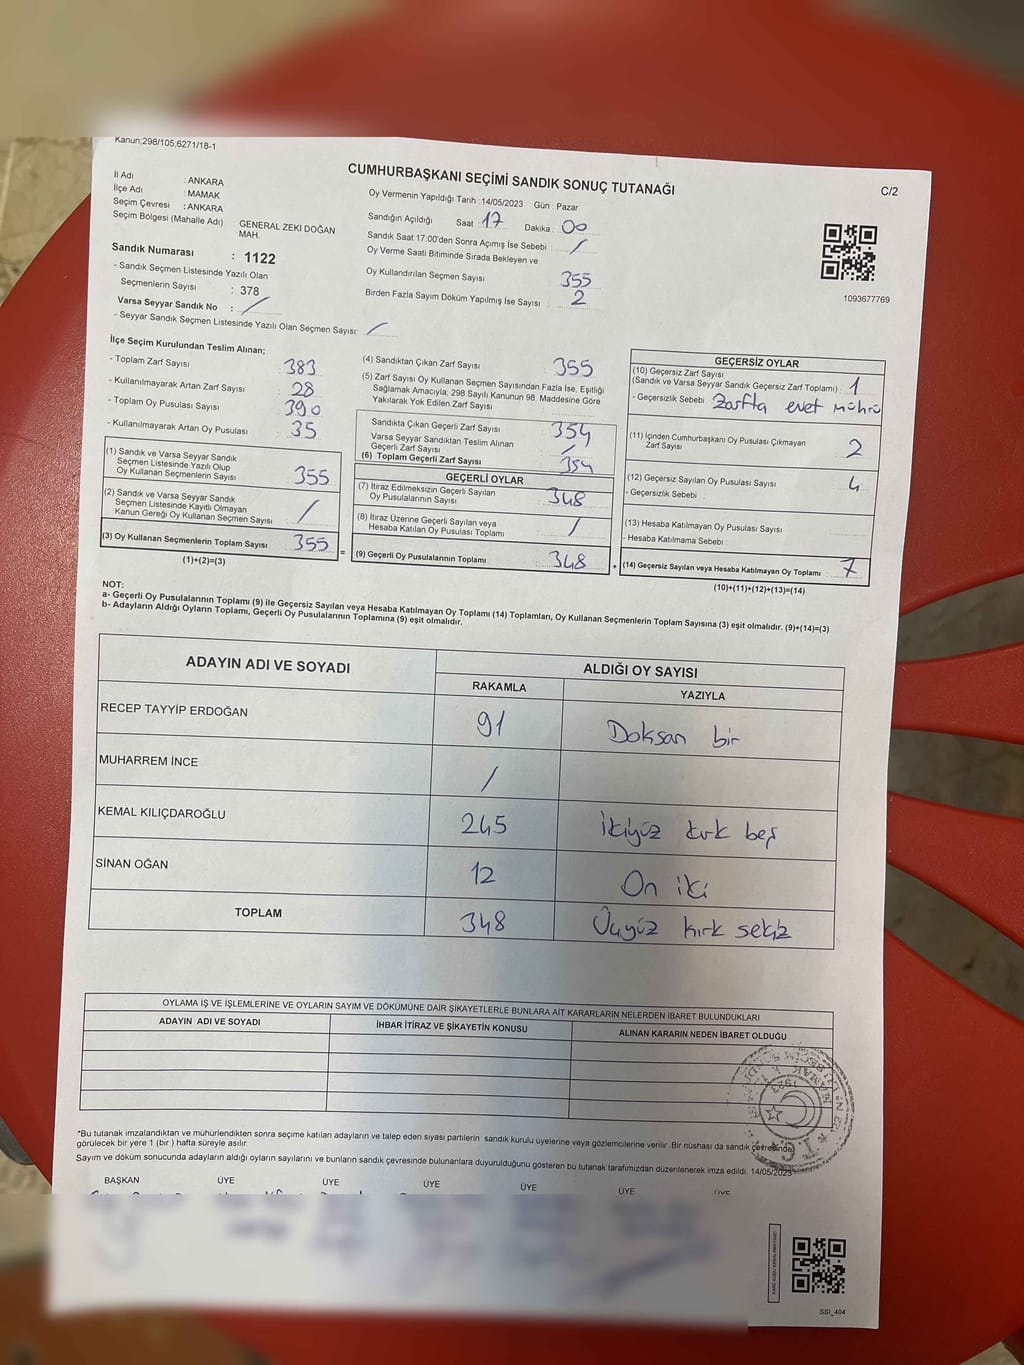 Kanun:298/105,6271/18-1
CUMHURBAŞKANI SEÇİMİ SANDIK SONUÇ TUTANAĞI
C/2
İl Adı : ANKARA
İlçe Adı : MAMAK
Seçim Çevresi : ANKARA
Seçim Bölgesi (Mahalle Adı) : GENERAL ZEKİ DOĞAN
MAH.
Sandık Numarası : 1122
- Sandık Seçmen Listesinde Yazılı Olan
Seçmenlerin Sayısı : 378
Varsa Seyyar Sandık No : /
- Seyyar Sandık Seçmen Listesinde Yazılı Olan Seçmen Sayısı: /
Oy Vermenin Yapıldığı Tarih : 14/05/2023 Gün : Pazar
Sandığın Açıldığı Saat 17 Dakika : 00
Sandık Saat 17.00'den Sonra Açımış İse Sebebi : /
Oy Verme Saati Bitiminde Sırada Bekleyen ve
Oy Kullandırılan Seçmen Sayısı 355
Birden Fazla Sayım Döküm Yapılmış İse Sayısı : 2
1093677769
İlçe Seçim Kurulundan Teslim Alınan;
- Toplam Zarf Sayısı : 383
- Kullanılmayarak Artan Zarf Sayısı : 28
- Toplam Oy Pusulası Sayısı : 390
- Kullanılmayarak Artan Oy Pusulası : 35
(1) Sandık ve Varsa Seyyar Sandık
Seçmen Listesinde Yazılı Olup
Oy Kullanan Seçmenlerin Sayısı : 355
(2) Sandık ve Varsa Seyyar Sandık
Seçmen Listesinde Kayıtlı Olmayan
Kanun Gereği Oy Kullanan Seçmen Sayısı : /
(3) Oy Kullanan Seçmenlerin Toplam Sayısı : 355
(1)+(2)=(3)
=
(4) Sandıktan Çıkan Zarf Sayısı : 355
(5) Zarf Sayısı Oy Kullanan Seçmen Sayısından Fazla İse, Eşitliği
Sağlamak Amacıyla, 298 Sayılı Kanunun 98. Maddesine Göre
Yakılarak Yok Edilen Zarf Sayısı :
Sandıkta Çıkan Geçerli Zarf Sayısı : 354
Varsa Seyyar Sandıktan Teslim Alınan
Geçerli Zarf Sayısı : /
(6) Toplam Geçerli Zarf Sayısı : 354
GEÇERLİ OYLAR
(7) İtiraz Edilmeksizin Geçerli Sayılan
Oy Pusulalarının Sayısı : 348
(8) İtiraz Üzerine Geçerli Sayılan veya
Hesaba Katılan Oy Pusulası Toplamı : /
(9) Geçerli Oy Pusulalarının Toplamı : 348
+
GEÇERSİZ OYLAR
(10) Geçersiz Zarf Sayısı
(Sandık ve Varsa Seyyar Sandık Geçersiz Zarf Toplamı) : 1
- Geçersizlik Sebebi : Zarfta evet mührü
(11) İçinden Cumhurbaşkanı Oy Pusulası Çıkmayan
Zarf Sayısı : 2
(12) Geçersiz Sayılan Oy Pusulası Sayısı : 4
- Geçersizlik Sebebi :
(13) Hesaba Katılmayan Oy Pusulası Sayısı :
- Hesaba Katılmama Sebebi :
(14) Geçersiz Sayılan veya Hesaba Katılmayan Oy Toplamı : 7
(10)+(11)+(12)+(13)=(14)
NOT:
a- Geçerli Oy Pusulalarının Toplamı (9) ile Geçersiz Sayılan veya Hesaba Katılmayan Oy Toplamı (14) Toplamları, Oy Kullanan Seçmenlerin Toplam Sayısına (3) eşit olmalıdır. (9)+(14)=(3)
b- Adayların Aldığı Oyların Toplamı, Geçerli Oy Pusulalarının Toplamına (9) eşit olmalıdır.
ADAYIN ADI VE SOYADI
ALDIĞI OY SAYISI
RAKAMLA YAZIYLA
RECEP TAYYİP ERDOĞAN 91 Doksan bir
MUHARREM İNCE /
KEMAL KILIÇDAROĞLU 245 İkiyüz kırk beş
SİNAN OĞAN 12 On iki
TOPLAM 348 Üçyüz kırk sekiz
OYLAMA İŞ VE İŞLEMLERİNE VE OYLARIN SAYIM VE DÖKÜMÜNE DAİR ŞİKAYETLERLE BUNLARA AİT KARARLARIN NELERDEN İBARET BULUNDUKLARI
ADAYIN ADI VE SOYADI İHBAR İTİRAZ VE ŞİKAYETİN KONUSU ALINAN KARARIN NEDEN İBARET OLDUĞU
*Bu tutanak imzalandıktan ve mühürlendikten sonra seçime katılan adayların ve talep eden siyasi partilerin sandık kurulu üyelerine veya gözlemcilerine verilir. Bir nüshası da sandık çevresinde
görülecek bir yere 1 (bir ) hafta süreyle asılır.
Sayım ve döküm sonucunda adayların aldığı oyların sayılarını ve bunların sandık çevresinde bulunanlara duyurulduğunu gösteren bu tutanak tarafımızdan düzenlenerek imza edildi. 14/05/2023
BAŞKAN ÜYE ÜYE ÜYE ÜYE ÜYE ÜYE
SSI_404